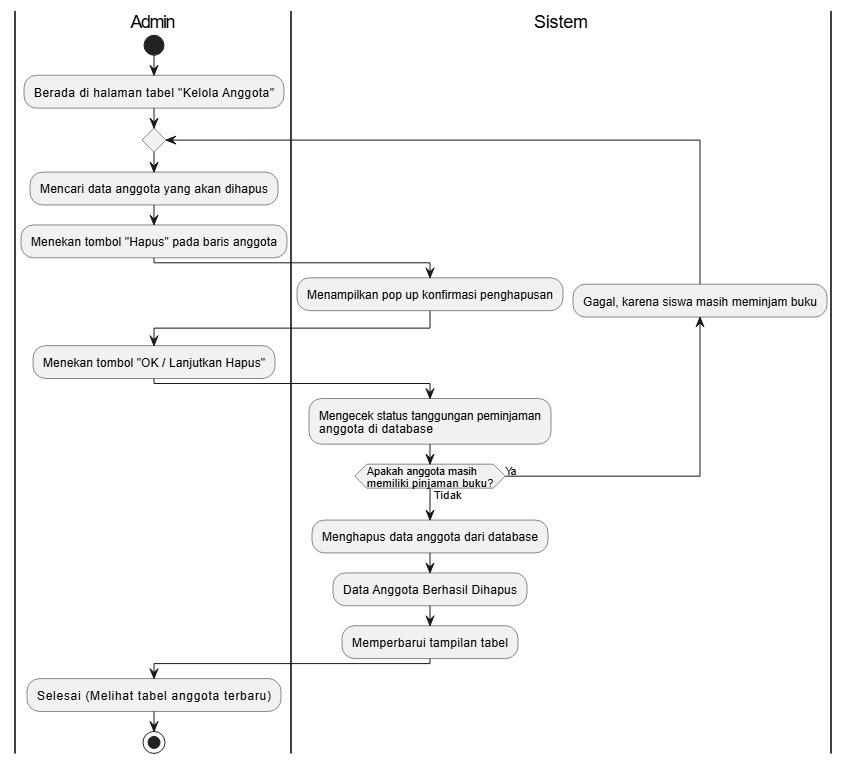 Admin
Sistem
Berada di halaman tabel "Kelola Anggota"
Mencari data anggota yang akan dihapus
Menekan tombol "Hapus" pada baris anggota
Menampilkan pop up konfirmasi penghapusan
Gagal, karena siswa masih meminjam buku
Menekan tombol "OK / Lanjutkan Hapus"
Mengecek status tanggungan peminjaman
anggota di database
Apakah anggota masih
memiliki pinjaman buku?
Ya
Tidak
Menghapus data anggota dari database
Data Anggota Berhasil Dihapus
Memperbarui tampilan tabel
Selesai (Melihat tabel anggota terbaru)